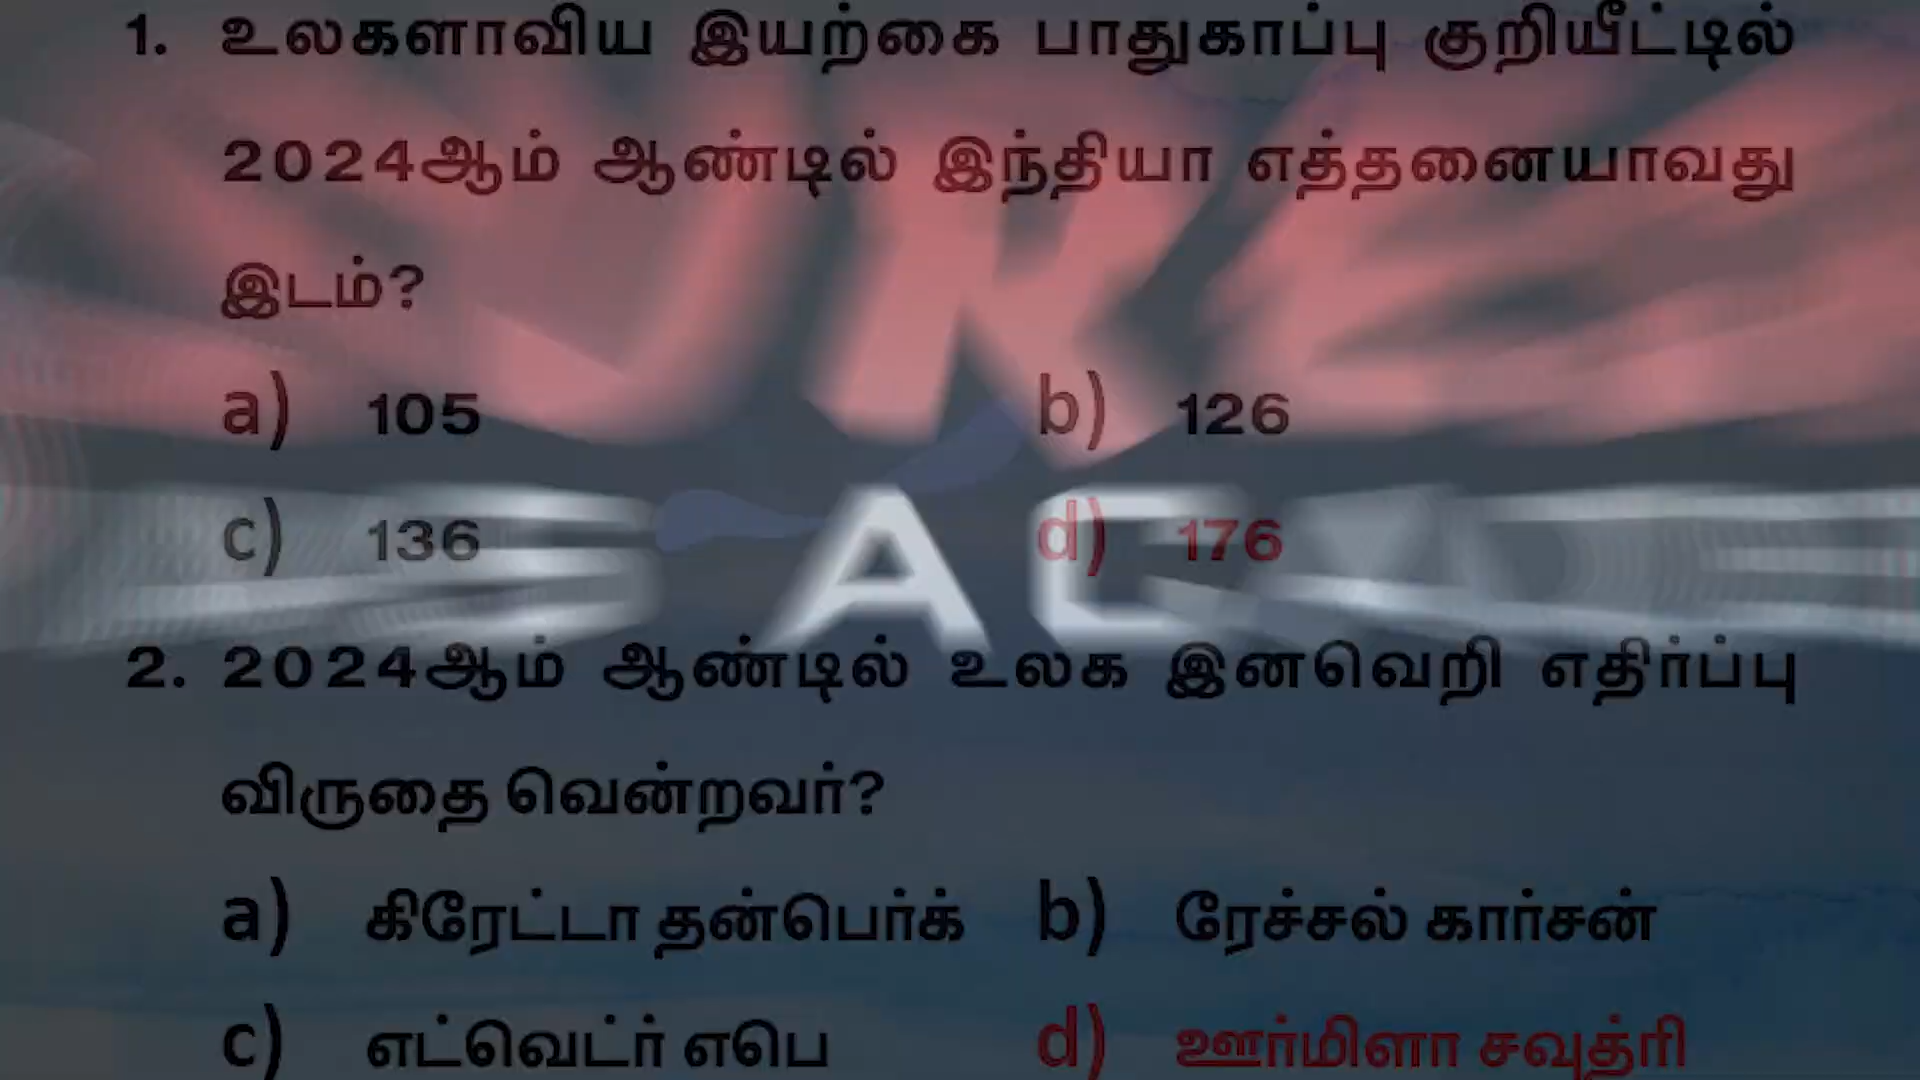 1. உலகளாவிய இயற்கை பாதுகாப்பு குறியீட்டில்
2024ஆம் ஆண்டில் இந்தியா எத்தனையாவது
இடம்?
a) 105 b) 126
c) 136 d) 176
2. 2024ஆம் ஆண்டில் உலக இனவெறி எதிர்ப்பு
விருதை வென்றவர்?
a) கிரேட்டா தன்பெர்க் b) ரேச்சல் கார்சன்
c) எட்வெட்ர் எபெ d) ஊர்மிளா சவுத்ரி